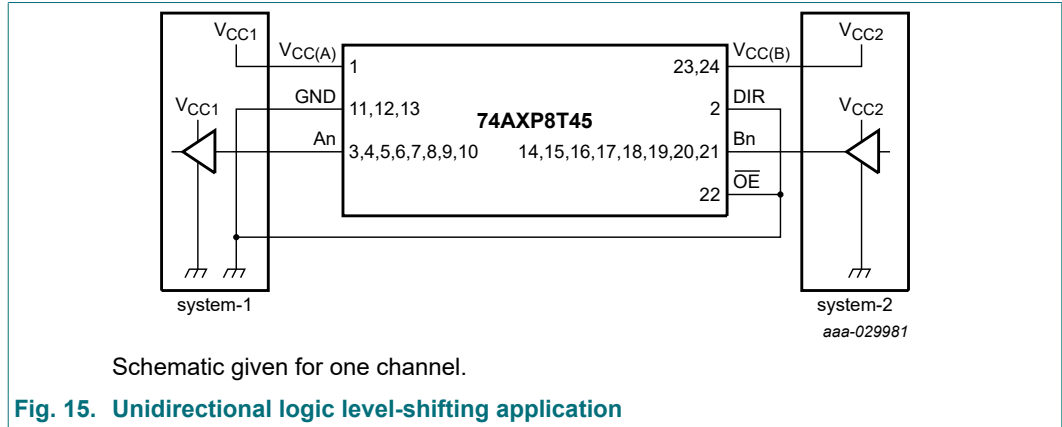 VCC1
VCC(A)
1
23,24
VCC(B)
VCC2
GND
11,12,13
74AXP8T45
2
DIR
VCC1
VCC2
An
3,4,5,6,7,8,9,10
14,15,16,17,18,19,20,21
Bn
22
OE
system-1
system-2
aaa-029981
Schematic given for one channel.
Fig. 15. Unidirectional logic level-shifting application